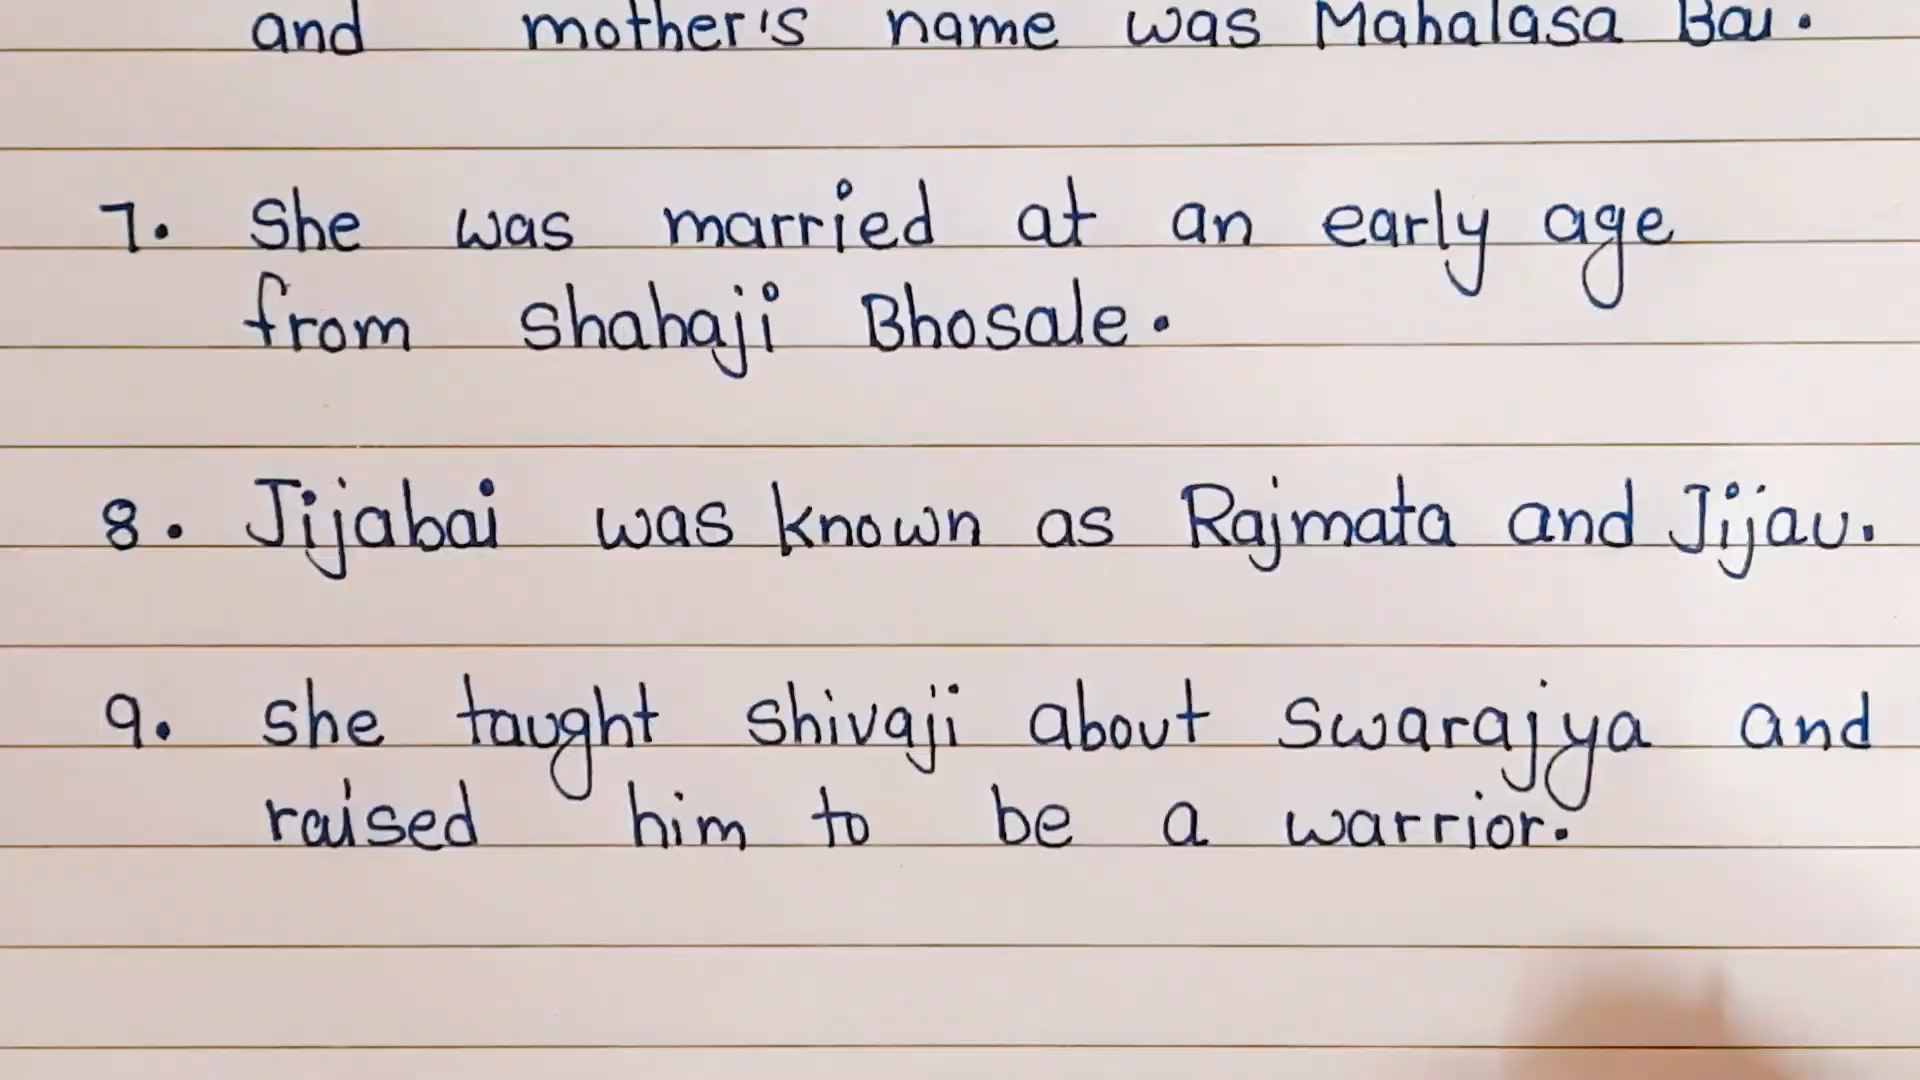 and mother's name was Mahalasa Bai.
7. She was married at an early age
from Shahaji Bhosale.
8. Jijabai was known as Rajmata and Jijau.
9. She taught Shivaji about Swarajya and
raised him to be a warrior.